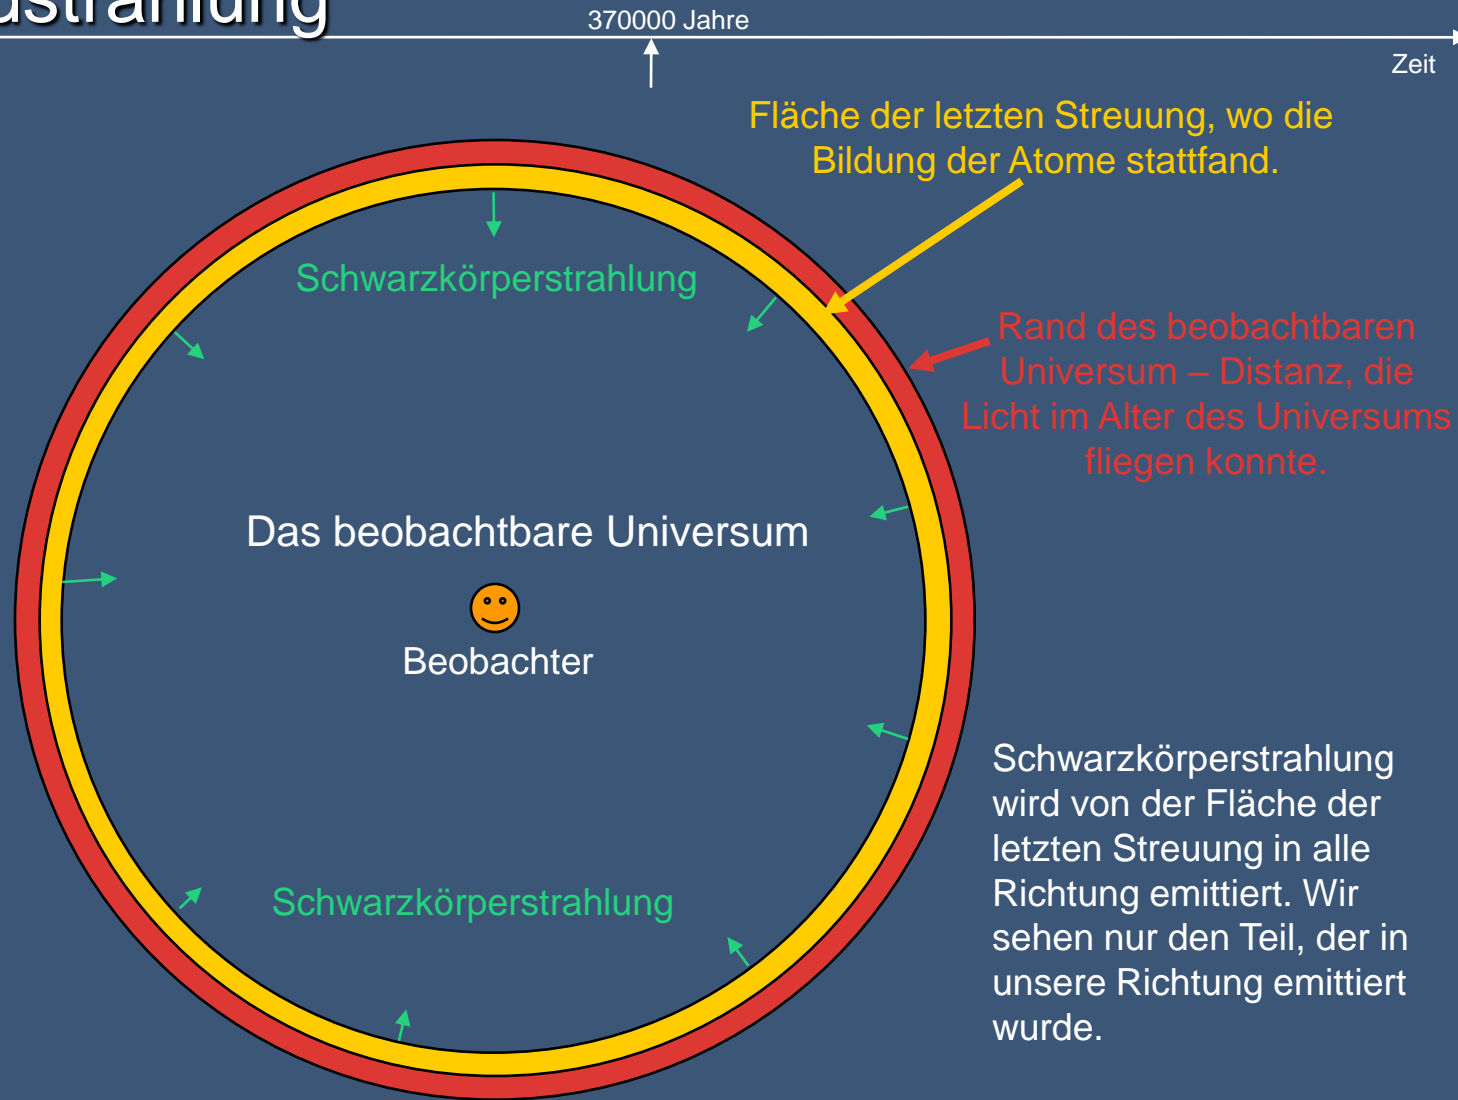 370000 Jahre
Zeit
Fläche der letzten Streuung, wo die
Bildung der Atome stattfand.
Schwarzkörperstrahlung
Rand des beobachtbaren
Universum – Distanz, die
Licht im Alter des Universums
fliegen konnte.
Das beobachtbare Universum
Beobachter
Schwarzkörperstrahlung
wird von der Fläche der
letzten Streuung in alle
Richtung emittiert. Wir
sehen nur den Teil, der in
unsere Richtung emittiert
wurde.
Schwarzkörperstrahlung